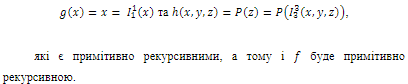 g(x) = x = I₁¹(x) та h(x, y, z) = P(z) = P(I₃³(x, y, z)),
які є примітивно рекурсивними, а тому і f буде примітивно
рекурсивною.